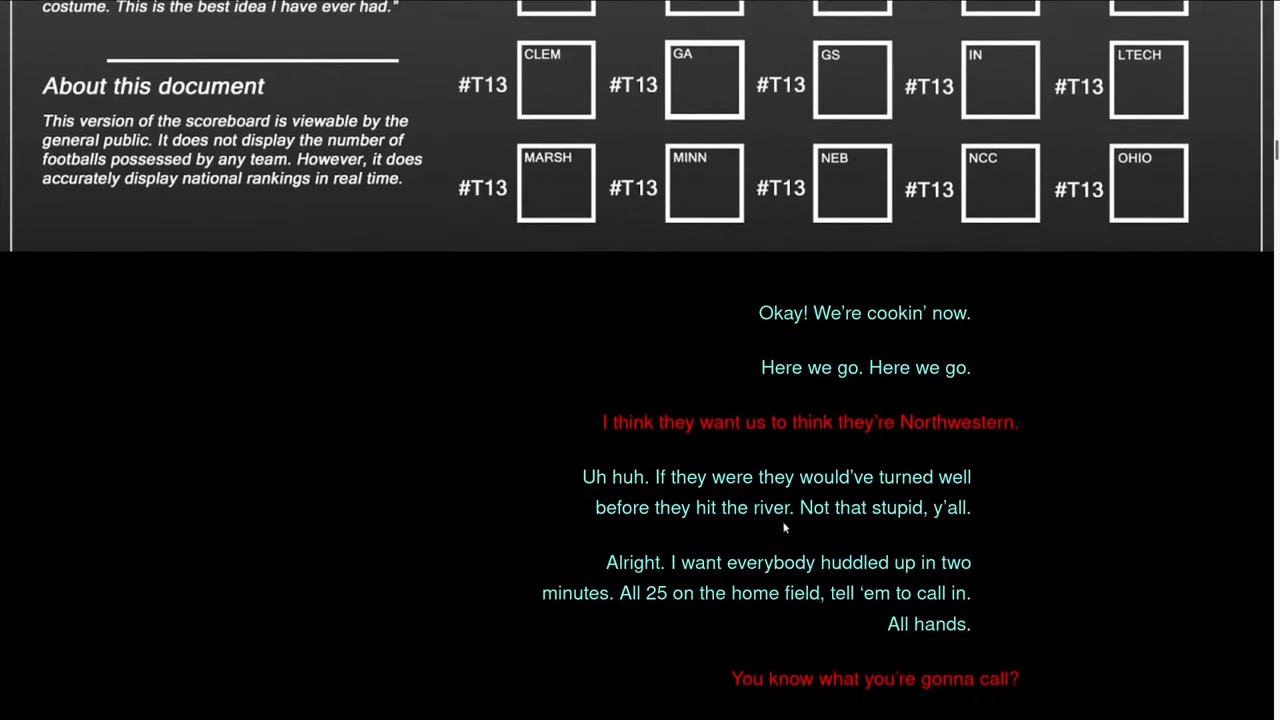 costume. This is the best idea I have ever had."
About this document
This version of the scoreboard is viewable by the
general public. It does not display the number of
footballs possessed by any team. However, it does
accurately display national rankings in real time.
#T13 CLEM #T13 GA #T13 GS #T13 IN #T13 LTECH
#T13 MARSH #T13 MINN #T13 NEB #T13 NCC #T13 OHIO
Okay! We’re cookin’ now.
Here we go. Here we go.
I think they want us to think they’re Northwestern.
Uh huh. If they were they would’ve turned well
before they hit the river. Not that stupid, y’all.
Alright. I want everybody huddled up in two
minutes. All 25 on the home field, tell ‘em to call in.
All hands.
You know what you’re gonna call?